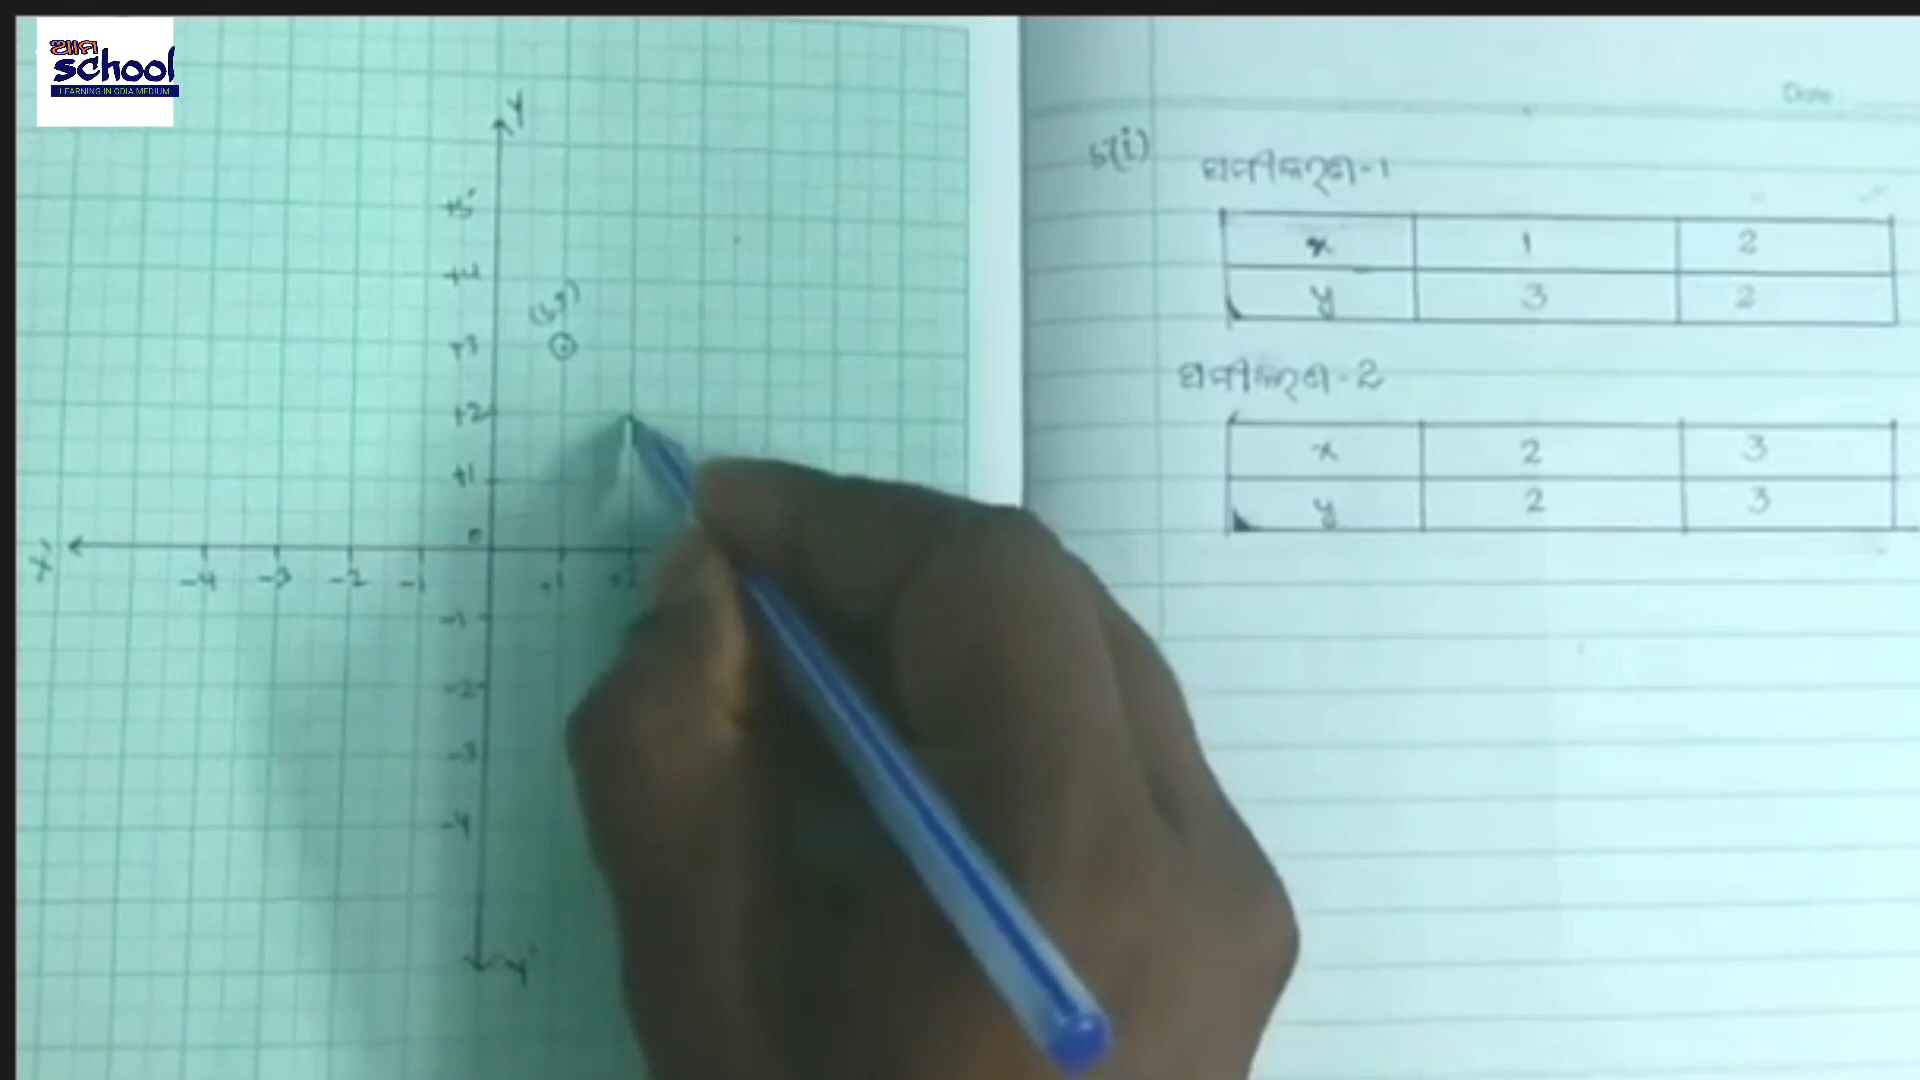 ଆମ
School
LEARNING IN ODIA MEDIUM
Y
+5
+4
(1,3)
+3
+2
+1
0
X'
-4 -3 -2 -1 +1 +2
-1
-2
-3
-4
Y'
Date
(i) ସମୀକରଣ-1
x 1 2
y 3 2
ସମୀକରଣ-2
x 2 3
y 2 3